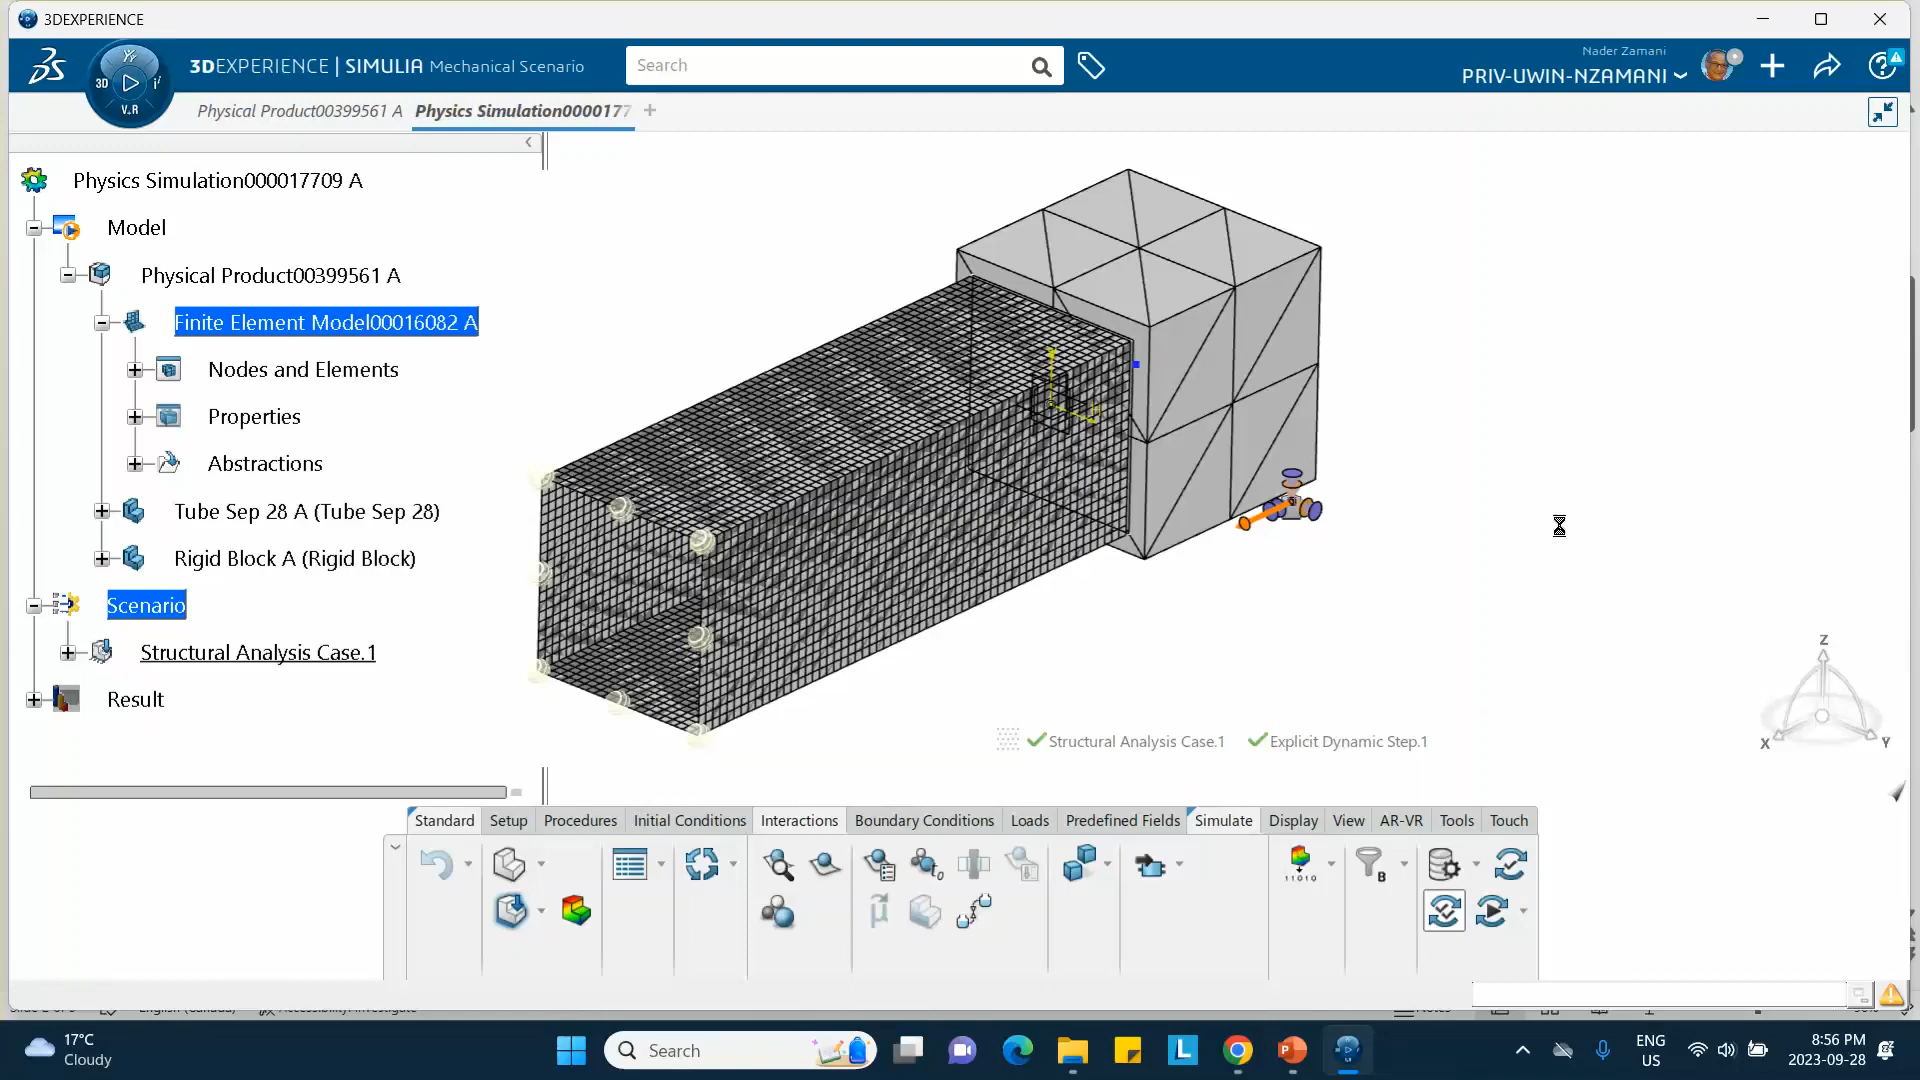 3DEXPERIENCE
3DEXPERIENCE | SIMULIA Mechanical Scenario
Search
Nader Zamani
PRIV-UWIN-NZAMANI
3D
V.R
Physical Product00399561 A
Physics Simulation0000177
Physics Simulation000017709 A
Model
Physical Product00399561 A
Finite Element Model00016082 A
Nodes and Elements
Properties
Abstractions
Tube Sep 28 A (Tube Sep 28)
Rigid Block A (Rigid Block)
Scenario
Structural Analysis Case.1
Result
Z
X
Y
Structural Analysis Case.1
Explicit Dynamic Step.1
Standard
Setup
Procedures
Initial Conditions
Interactions
Boundary Conditions
Loads
Predefined Fields
Simulate
Display
View
AR-VR
Tools
Touch
11010
B
17°C
Cloudy
Search
ENG
US
8:56 PM
2023-09-28